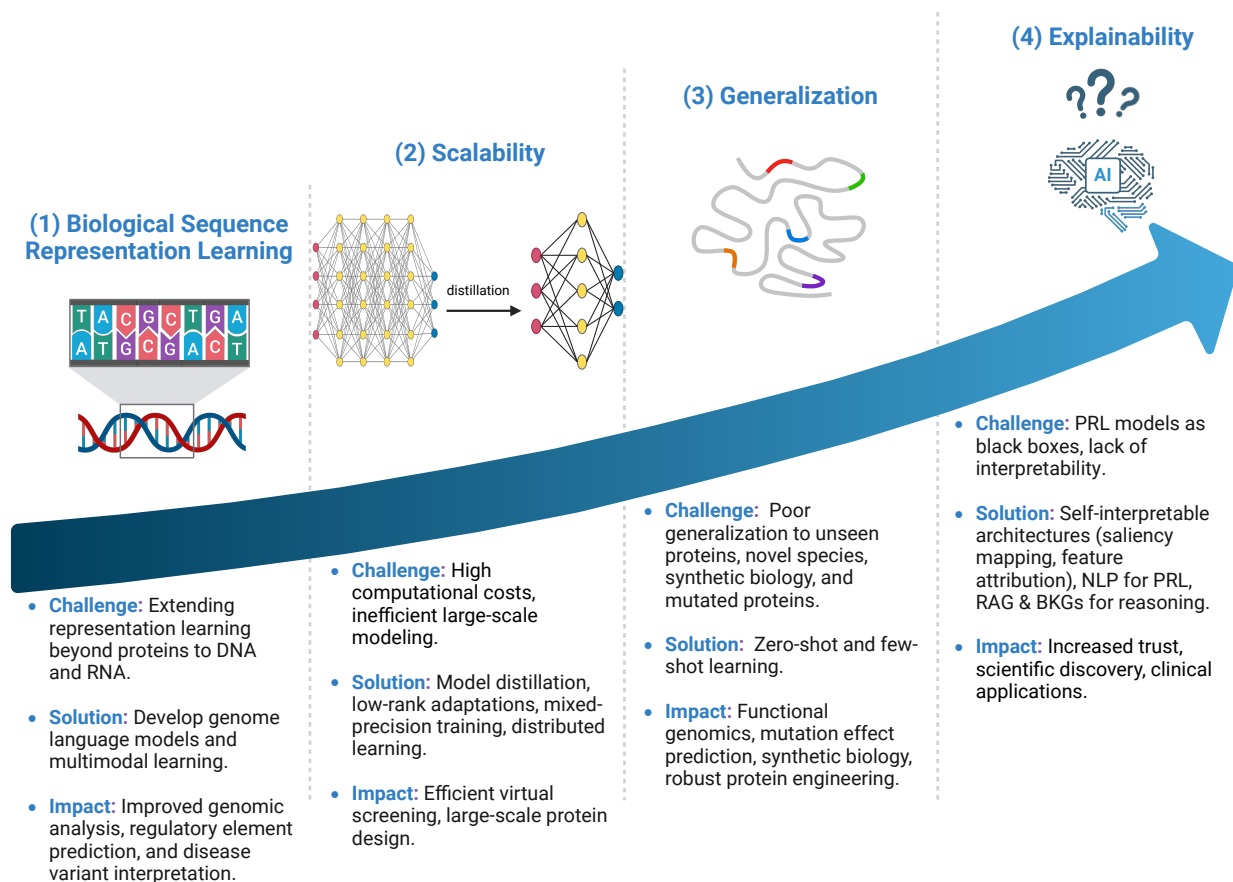 (1) Biological Sequence
Representation Learning
T A C G C T G A
A T G C G A C T
Challenge: Extending
representation learning
beyond proteins to DNA
and RNA.
Solution: Develop genome
language models and
multimodal learning.
Impact: Improved genomic
analysis, regulatory element
prediction, and disease
variant interpretation.
(2) Scalability
distillation
Challenge: High
computational costs,
inefficient large-scale
modeling.
Solution: Model distillation,
low-rank adaptations, mixed-
precision training, distributed
learning.
Impact: Efficient virtual
screening, large-scale protein
design.
(3) Generalization
Challenge: Poor
generalization to unseen
proteins, novel species,
synthetic biology, and
mutated proteins.
Solution: Zero-shot and few-
shot learning.
Impact: Functional
genomics, mutation effect
prediction, synthetic biology,
robust protein engineering.
(4) Explainability
???
AI
Challenge: PRL models as
black boxes, lack of
interpretability.
Solution: Self-interpretable
architectures (saliency
mapping, feature
attribution), NLP for PRL,
RAG & BKGs for reasoning.
Impact: Increased trust,
scientific discovery, clinical
applications.